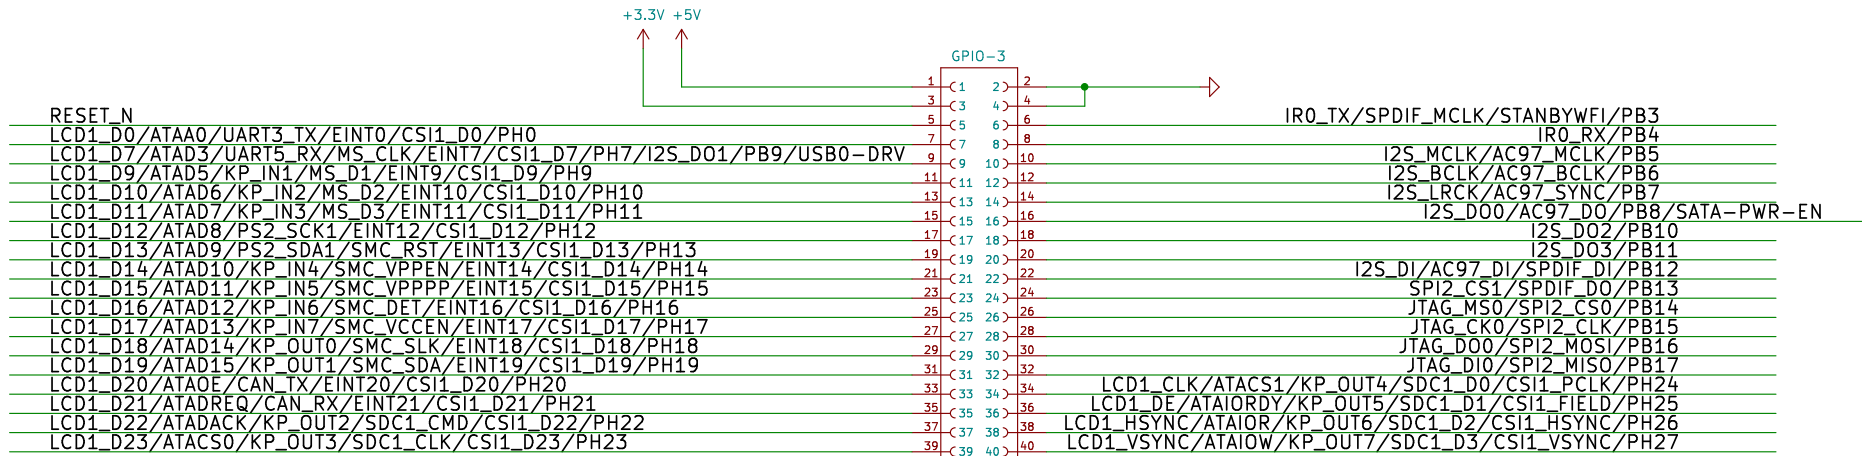 +3.3V +5V
GPIO-3
1 1 2 2
3 3 4 4
RESET_N 5 5 6 6 IR0_TX/SPDIF_MCLK/STANBYWFI/PB3
LCD1_D0/ATAA0/UART3_TX/EINT0/CSI1_D0/PH0 7 7 8 8 IR0_RX/PB4
LCD1_D7/ATAD3/UART5_RX/MS_CLK/EINT7/CSI1_D7/PH7/I2S_DO1/PB9/USB0-DRV 9 9 10 10 I2S_MCLK/AC97_MCLK/PB5
LCD1_D9/ATAD5/KP_IN1/MS_D1/EINT9/CSI1_D9/PH9 11 11 12 12 I2S_BCLK/AC97_BCLK/PB6
LCD1_D10/ATAD6/KP_IN2/MS_D2/EINT10/CSI1_D10/PH10 13 13 14 14 I2S_LRCK/AC97_SYNC/PB7
LCD1_D11/ATAD7/KP_IN3/MS_D3/EINT11/CSI1_D11/PH11 15 15 16 16 I2S_DO0/AC97_DO/PB8/SATA-PWR-EN
LCD1_D12/ATAD8/PS2_SCK1/EINT12/CSI1_D12/PH12 17 17 18 18 I2S_DO2/PB10
LCD1_D13/ATAD9/PS2_SDA1/SMC_RST/EINT13/CSI1_D13/PH13 19 19 20 20 I2S_DO3/PB11
LCD1_D14/ATAD10/KP_IN4/SMC_VPPEN/EINT14/CSI1_D14/PH14 21 21 22 22 I2S_DI/AC97_DI/SPDIF_DI/PB12
LCD1_D15/ATAD11/KP_IN5/SMC_VPPPP/EINT15/CSI1_D15/PH15 23 23 24 24 SPI2_CS1/SPDIF_DO/PB13
LCD1_D16/ATAD12/KP_IN6/SMC_DET/EINT16/CSI1_D16/PH16 25 25 26 26 JTAG_MS0/SPI2_CS0/PB14
LCD1_D17/ATAD13/KP_IN7/SMC_VCCEN/EINT17/CSI1_D17/PH17 27 27 28 28 JTAG_CK0/SPI2_CLK/PB15
LCD1_D18/ATAD14/KP_OUT0/SMC_SLK/EINT18/CSI1_D18/PH18 29 29 30 30 JTAG_DO0/SPI2_MOSI/PB16
LCD1_D19/ATAD15/KP_OUT1/SMC_SDA/EINT19/CSI1_D19/PH19 31 31 32 32 JTAG_DI0/SPI2_MISO/PB17
LCD1_D20/ATAOE/CAN_TX/EINT20/CSI1_D20/PH20 33 33 34 34 LCD1_CLK/ATACS1/KP_OUT4/SDC1_D0/CSI1_PCLK/PH24
LCD1_D21/ATADREQ/CAN_RX/EINT21/CSI1_D21/PH21 35 35 36 36 LCD1_DE/ATAIORDY/KP_OUT5/SDC1_D1/CSI1_FIELD/PH25
LCD1_D22/ATADACK/KP_OUT2/SDC1_CMD/CSI1_D22/PH22 37 37 38 38 LCD1_HSYNC/ATAIOR/KP_OUT6/SDC1_D2/CSI1_HSYNC/PH26
LCD1_D23/ATACS0/KP_OUT3/SDC1_CLK/CSI1_D23/PH23 39 39 40 40 LCD1_VSYNC/ATAIOW/KP_OUT7/SDC1_D3/CSI1_VSYNC/PH27